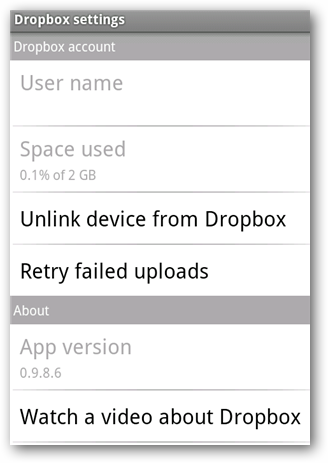 Dropbox settings
Dropbox account
User name
Space used
0.1% of 2 GB
Unlink device from Dropbox
Retry failed uploads
About
App version
0.9.8.6
Watch a video about Dropbox